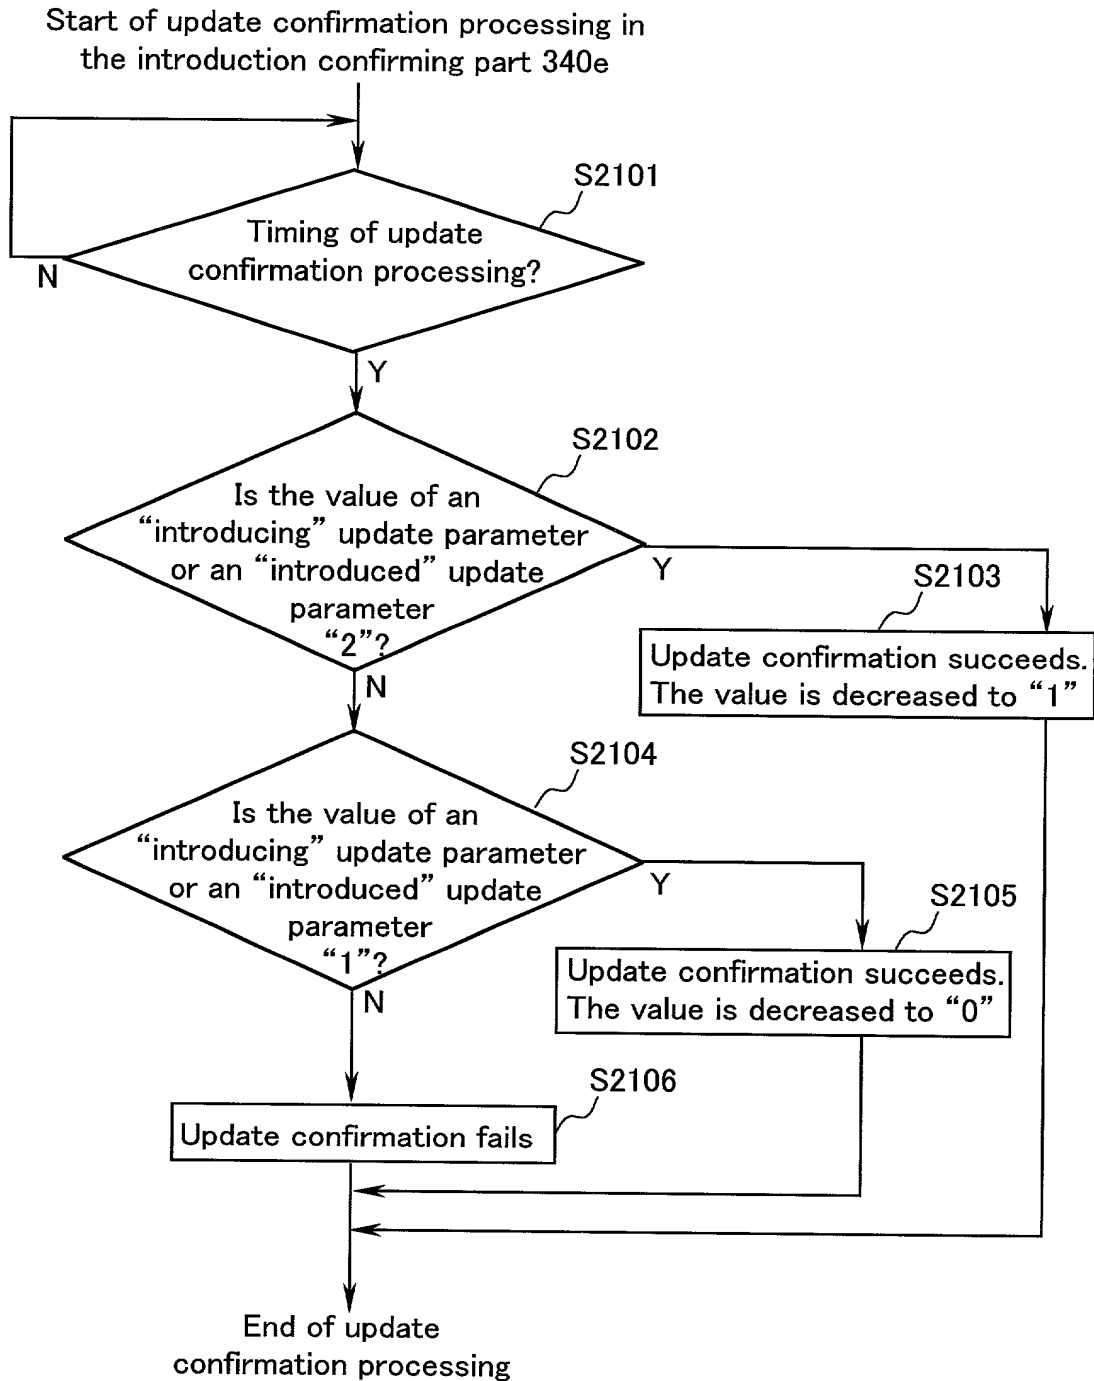 Start of update confirmation processing in
the introduction confirming part 340e
S2101
Timing of update
confirmation processing?
N
Y
S2102
Is the value of an
“introducing” update parameter
or an “introduced” update
parameter
“2”?
Y
N
S2103
Update confirmation succeeds.
The value is decreased to “1”
S2104
Is the value of an
“introducing” update parameter
or an “introduced” update
parameter
“1”?
Y
N
S2105
Update confirmation succeeds.
The value is decreased to “0”
S2106
Update confirmation fails
End of update
confirmation processing